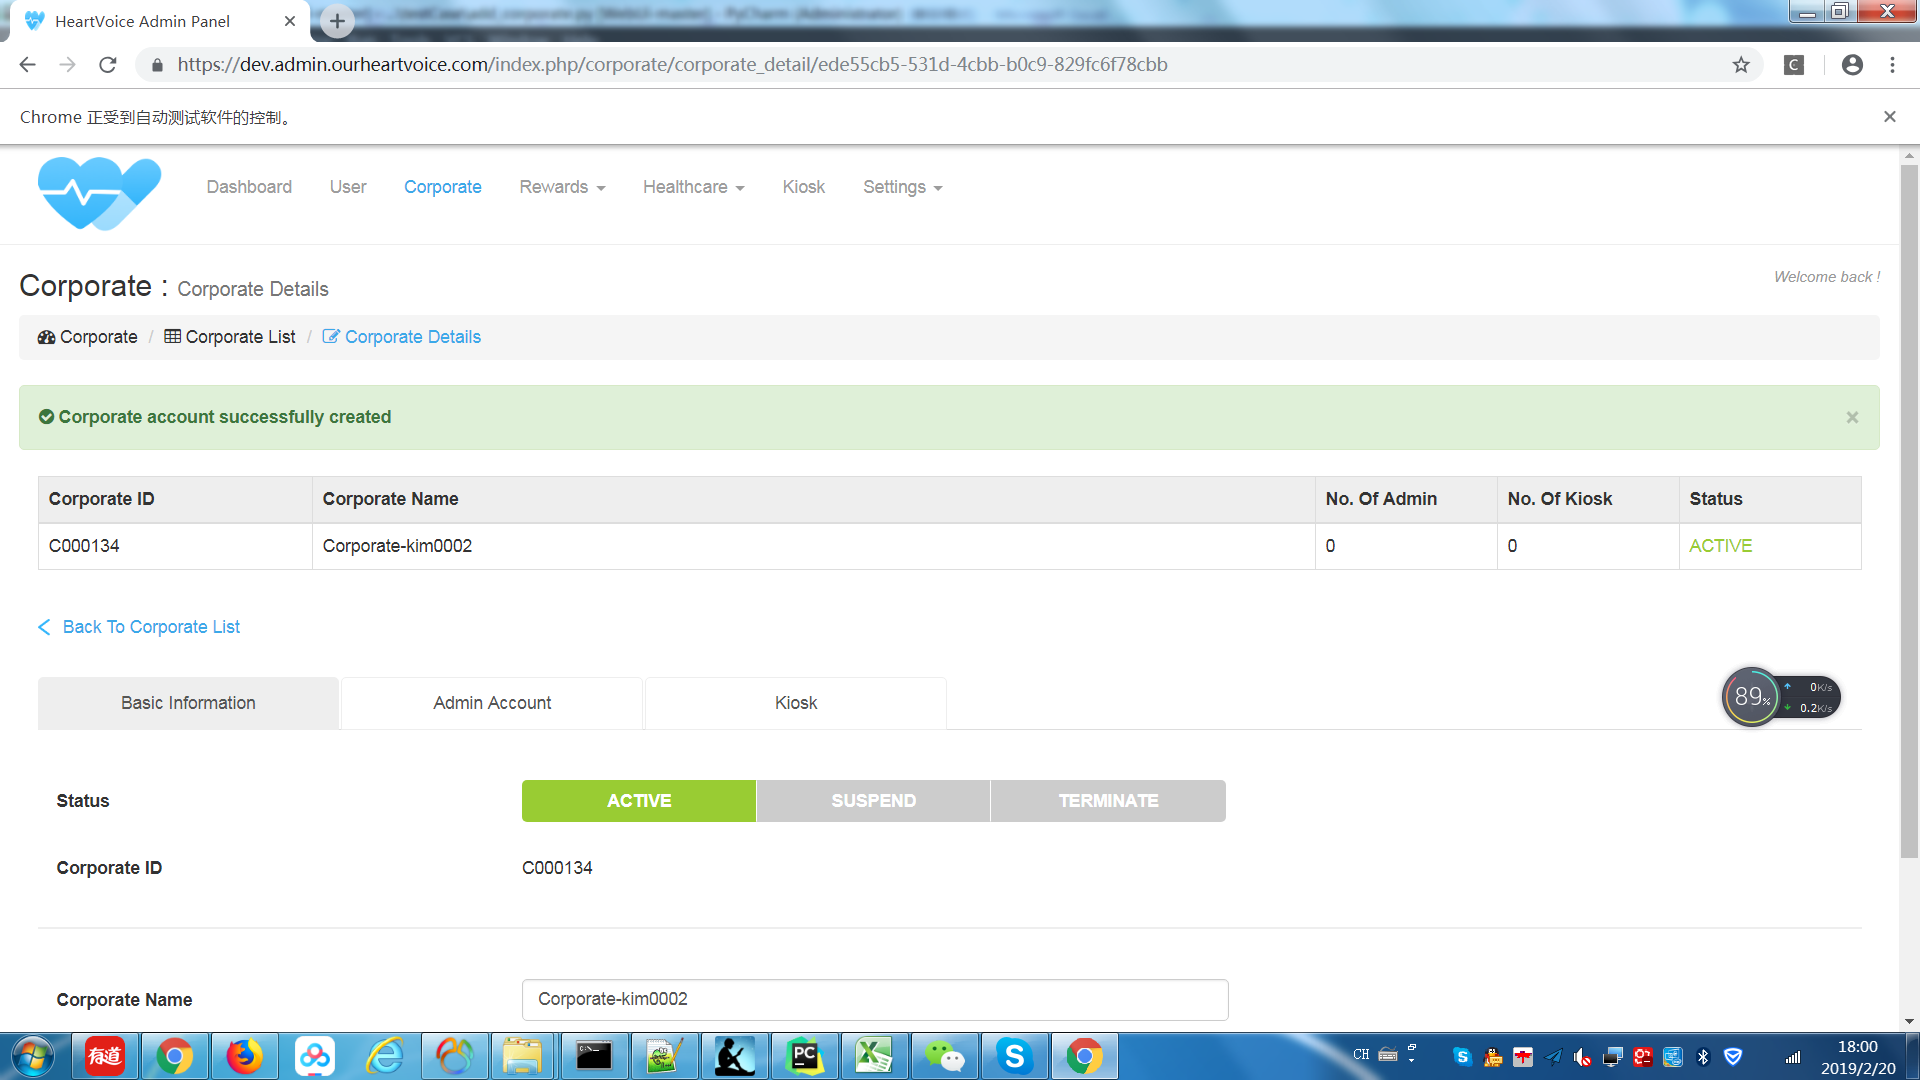 HeartVoice Admin Panel
https://dev.admin.ourheartvoice.com/index.php/corporate/corporate_detail/ede55cb5-531d-4cbb-b0c9-829fc6f78cbb
C
Chrome 正受到自动测试软件的控制。
Dashboard
User
Corporate
Rewards
Healthcare
Kiosk
Settings
Corporate : Corporate Details
Welcome back !
Corporate / Corporate List / Corporate Details
Corporate account successfully created
×
Corporate ID
Corporate Name
No. Of Admin
No. Of Kiosk
Status
C000134
Corporate-kim0002
0
0
ACTIVE
Back To Corporate List
Basic Information
Admin Account
Kiosk
89%
0K/s
0.2K/s
Status
ACTIVE
SUSPEND
TERMINATE
Corporate ID
C000134
Corporate Name
Corporate-kim0002
有道
PC
CH
18:00
2019/2/20